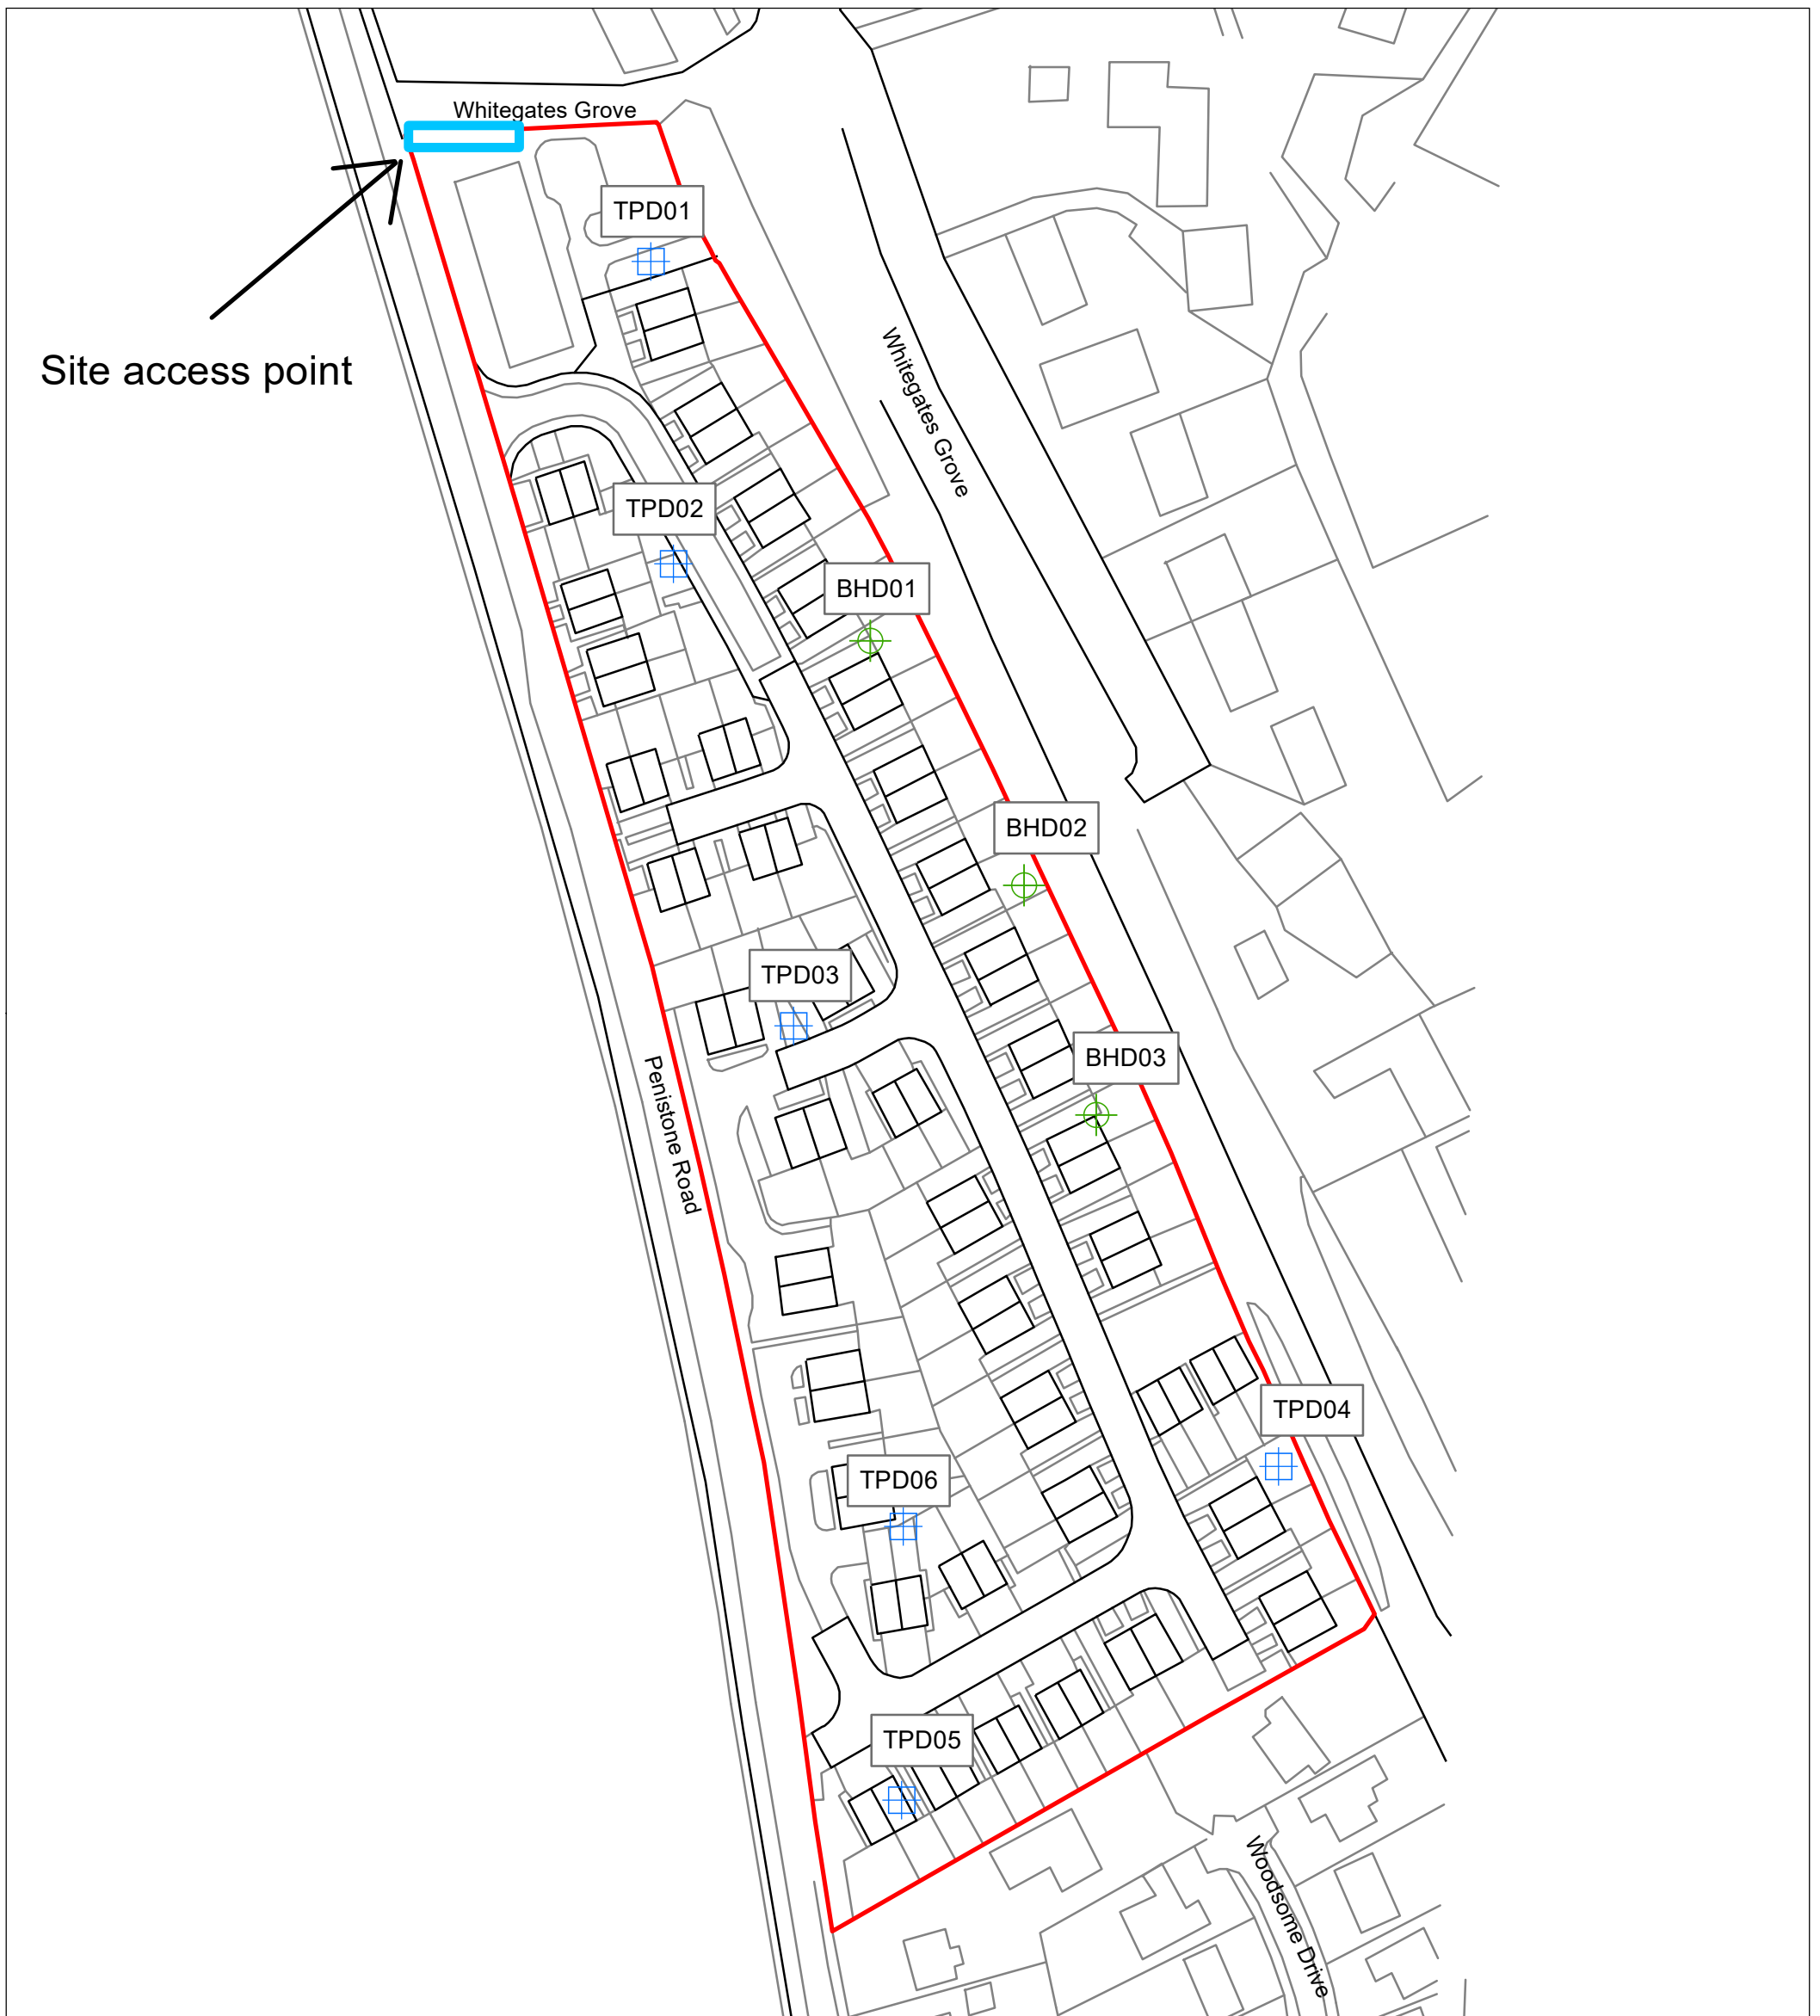 Whitegates Grove
TPD01
Site access point
Whitegates Grove
TPD02
BHD01
BHD02
TPD03
BHD03
Penistone Road
TPD04
TPD06
TPD05
Woodsome Drive